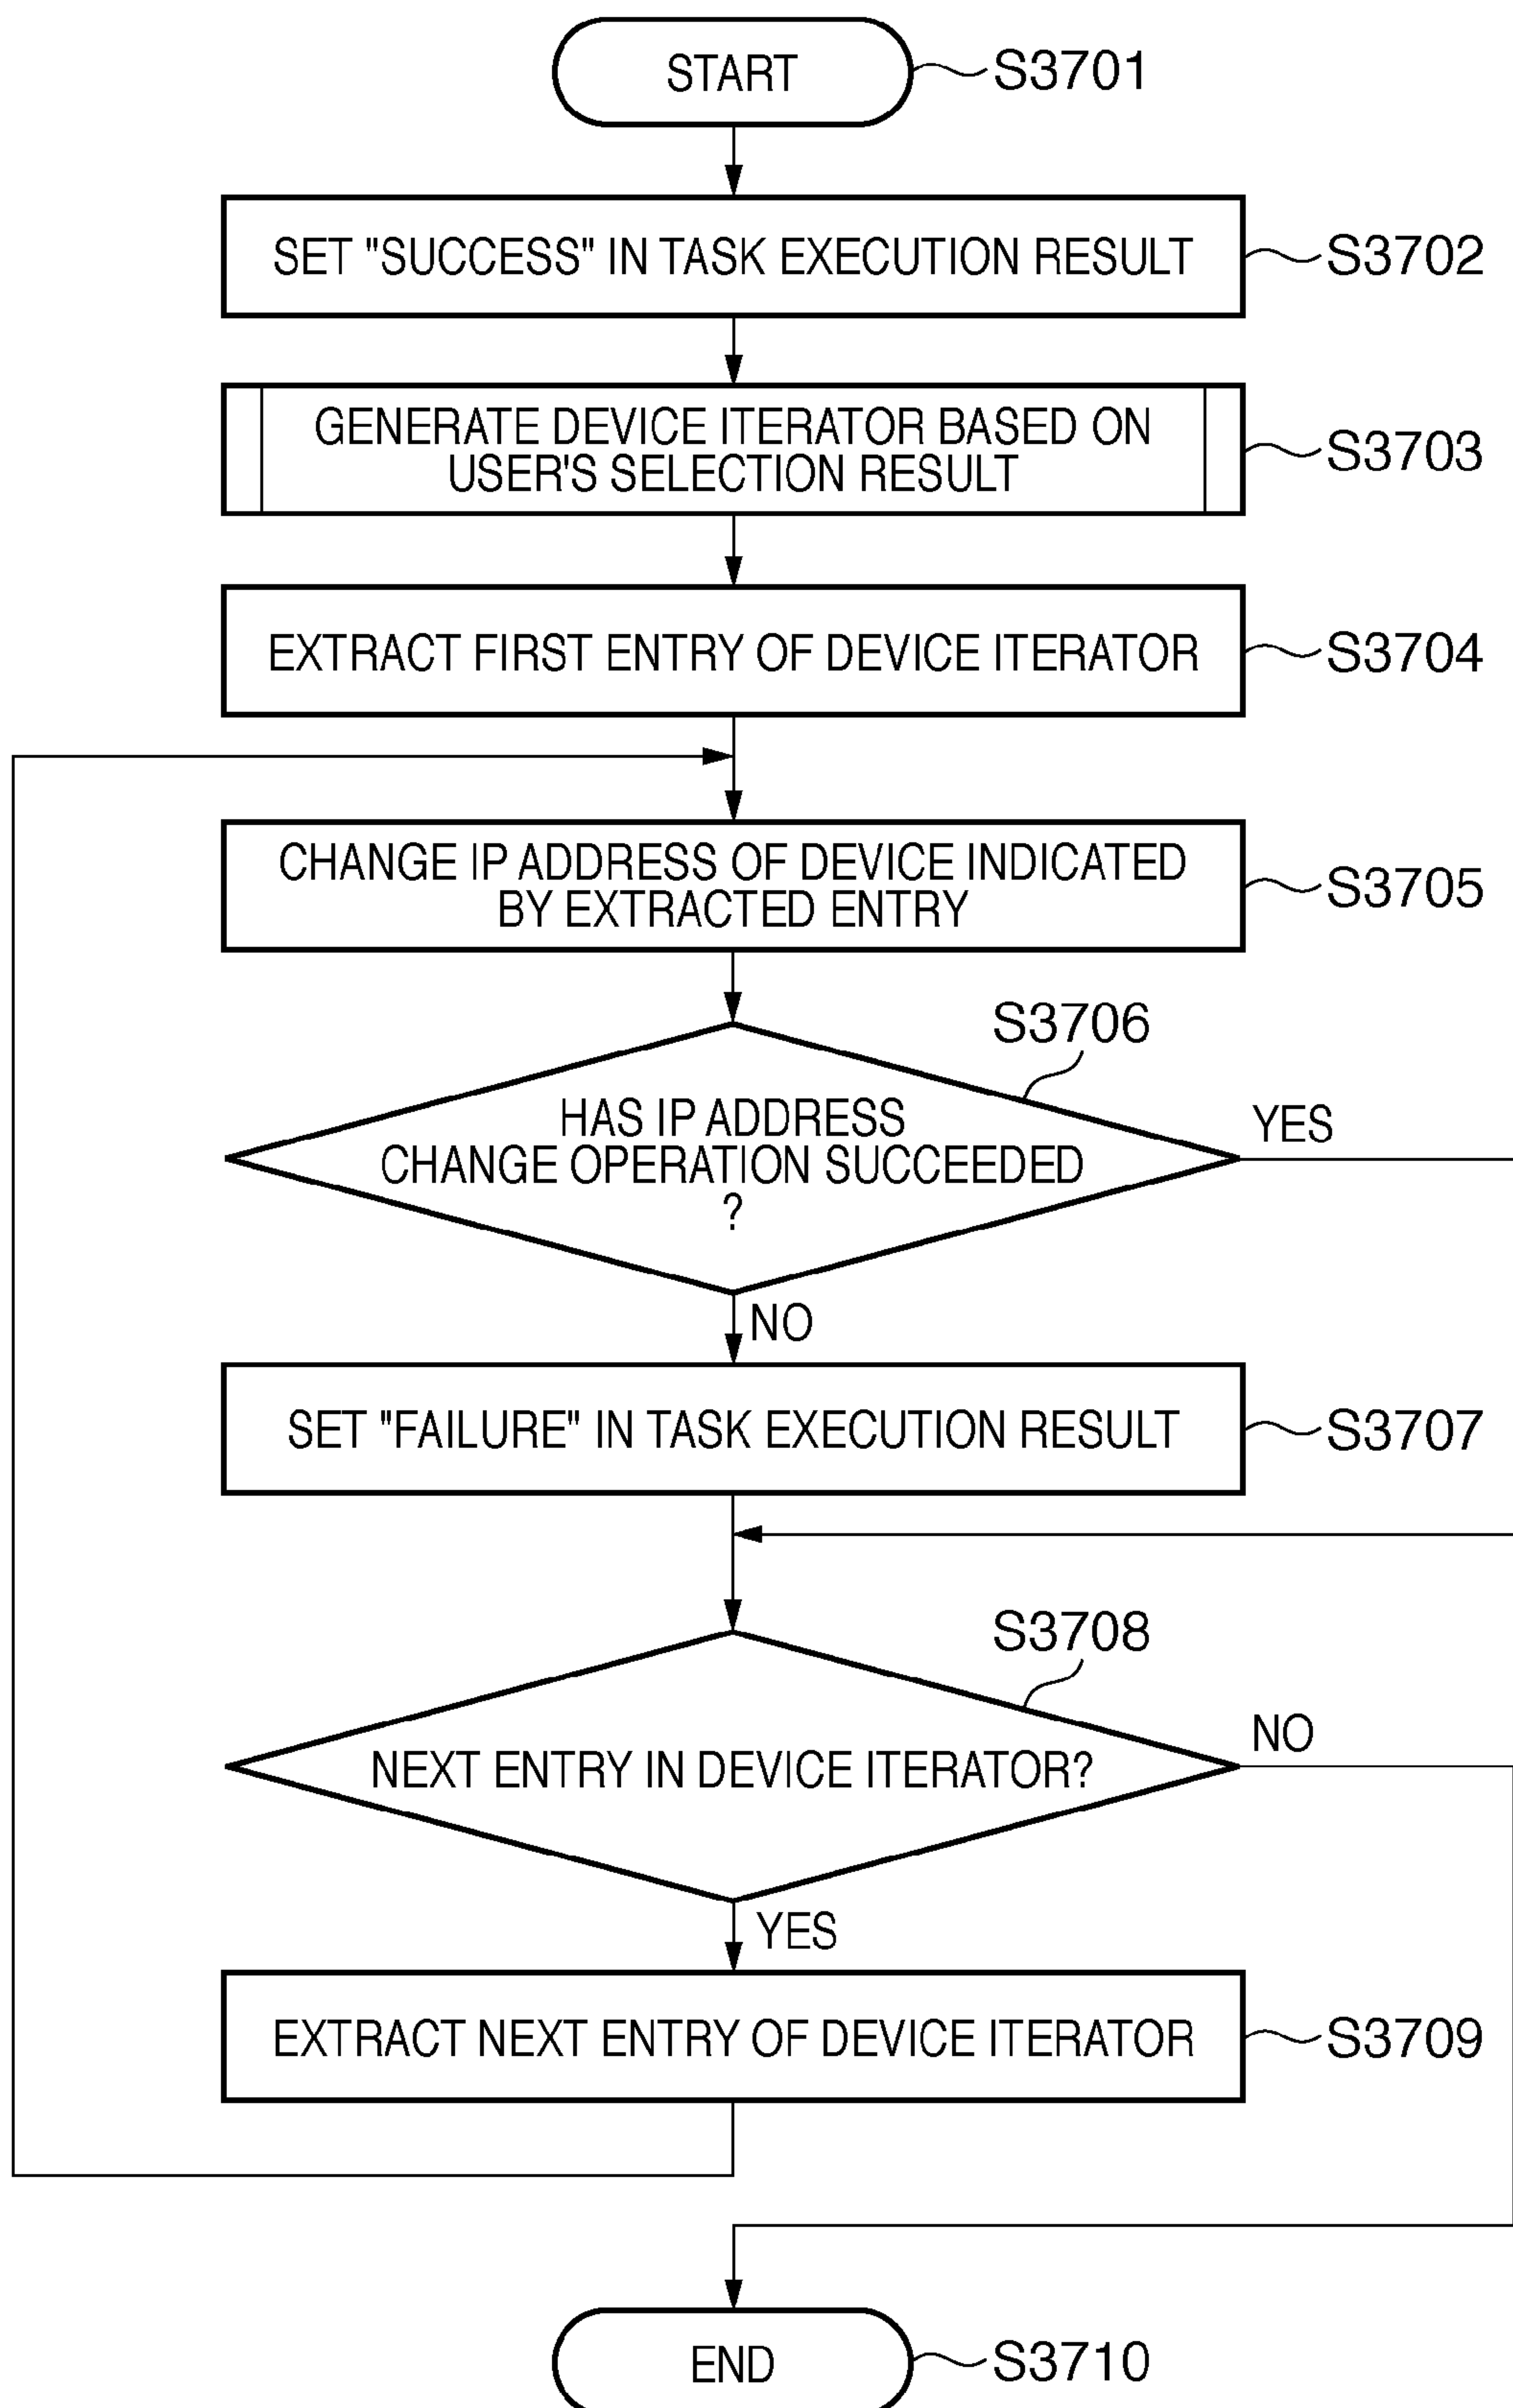 START
S3701
SET "SUCCESS" IN TASK EXECUTION RESULT
S3702
GENERATE DEVICE ITERATOR BASED ON
USER'S SELECTION RESULT
S3703
EXTRACT FIRST ENTRY OF DEVICE ITERATOR
S3704
CHANGE IP ADDRESS OF DEVICE INDICATED
BY EXTRACTED ENTRY
S3705
S3706
HAS IP ADDRESS
CHANGE OPERATION SUCCEEDED
?
YES
NO
SET "FAILURE" IN TASK EXECUTION RESULT
S3707
S3708
NEXT ENTRY IN DEVICE ITERATOR?
NO
YES
EXTRACT NEXT ENTRY OF DEVICE ITERATOR
S3709
END
S3710